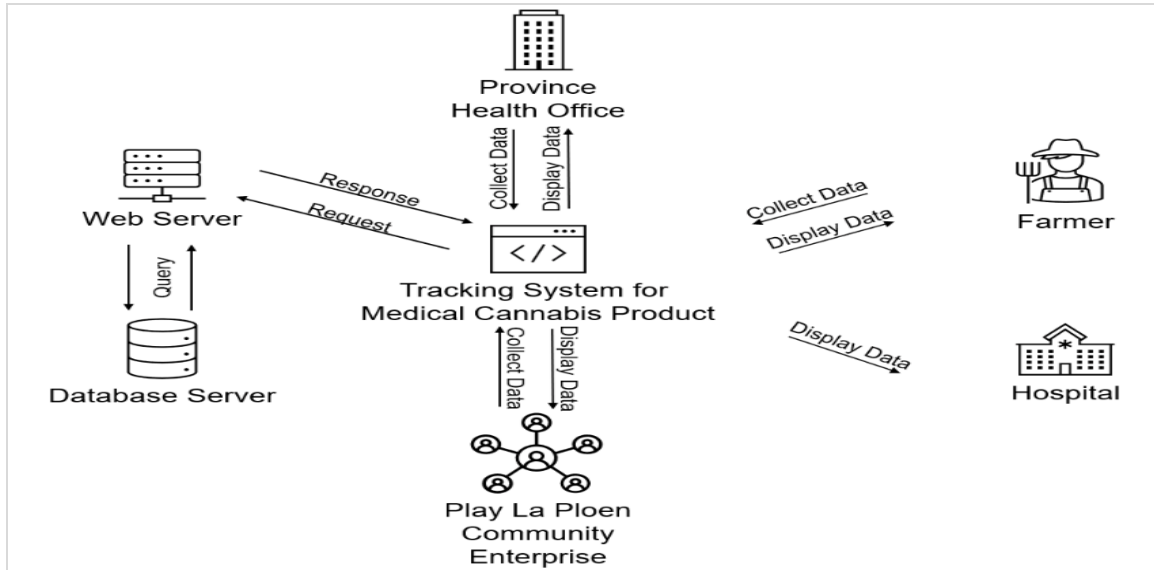 Province
Health Office
Collect Data
Display Data
Response
Request
Web Server
Query
Database Server
</>
Tracking System for
Medical Cannabis Product
Collect Data
Display Data
Farmer
Display Data
Hospital
Collect Data
Display Data
Play La Ploen
Community
Enterprise